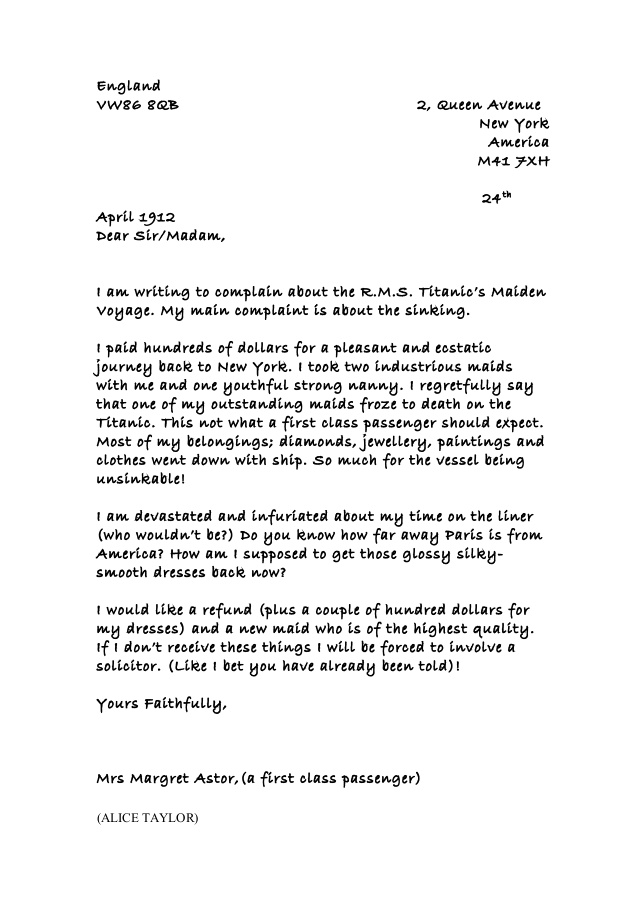 England
VW86 8QB 2, Queen Avenue
New York
America
M41 7XH
24th
April 1912
Dear Sir/Madam,
I am writing to complain about the R.M.S. Titanic's Maiden
Voyage. My main complaint is about the sinking.
I paid hundreds of dollars for a pleasant and ecstatic
journey back to New York. I took two industrious maids
with me and one youthful strong nanny. I regretfully say
that one of my outstanding maids froze to death on the
Titanic. This not what a first class passenger should expect.
Most of my belongings; diamonds, jewellery, paintings and
clothes went down with ship. So much for the vessel being
unsinkable!
I am devastated and infuriated about my time on the liner
(who wouldn't be?) Do you know how far away Paris is from
America? How am I supposed to get those glossy silky-
smooth dresses back now?
I would like a refund (plus a couple of hundred dollars for
my dresses) and a new maid who is of the highest quality.
If I don't receive these things I will be forced to involve a
solicitor. (Like I bet you have already been told)!
Yours Faithfully,
Mrs Margret Astor,(a first class passenger)
(ALICE TAYLOR)